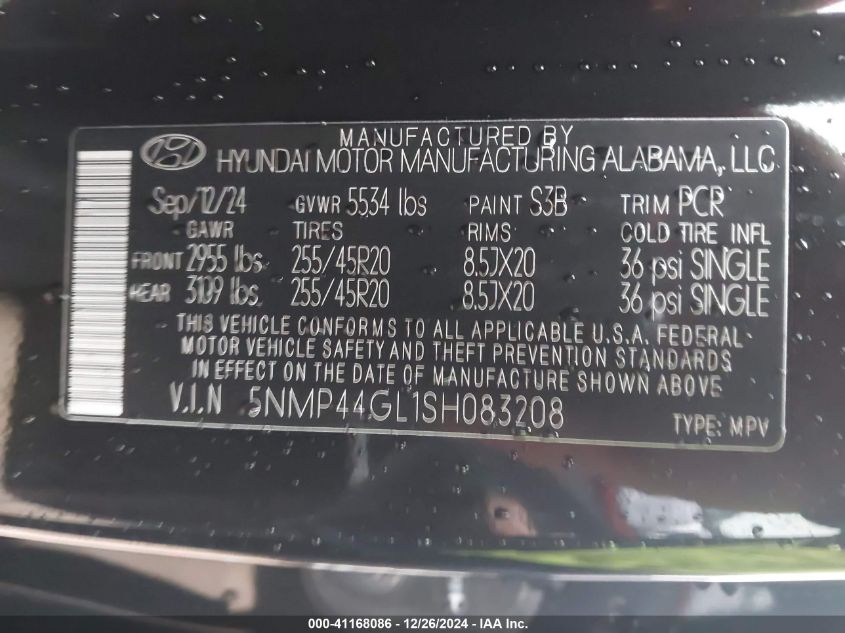 MANUFACTURED BY
HYUNDAI MOTOR MANUFACTURING ALABAMA, LLC
Sep/12/24 GVWR 5534 lbs PAINT S3B TRIM PCR
GAWR TIRES RIMS COLD TIRE INFL
FRONT 2955 lbs 255/45R20 8.5JX20 36 psi SINGLE
REAR 3109 lbs 255/45R20 8.5JX20 36 psi SINGLE
THIS VEHICLE CONFORMS TO ALL APPLICABLE U.S.A. FEDERAL
MOTOR VEHICLE SAFETY AND THEFT PREVENTION STANDARDS
IN EFFECT ON THE DATE OF MANUFACTURE SHOWN ABOVE
V.I.N 5NMP44GL1SH083208 TYPE: MPV
000-41168086 - 12/26/2024 - IAA Inc.